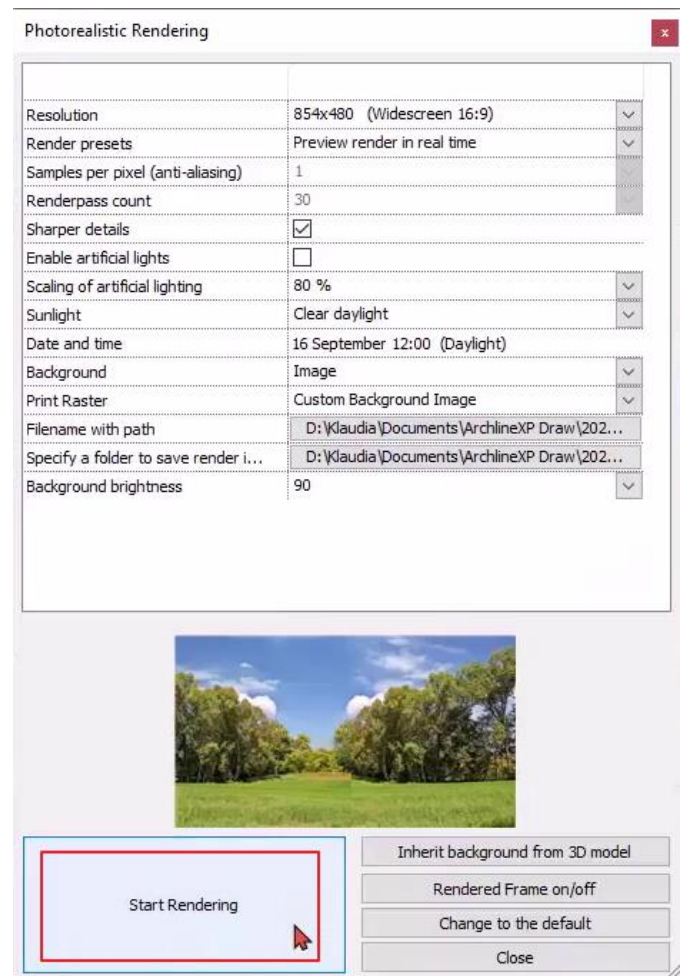 Photorealistic Rendering
x
Resolution 854x480 (Widescreen 16:9)
Render presets Preview render in real time
Samples per pixel (anti-aliasing) 1
Renderpass count 30
Sharper details
Enable artificial lights
Scaling of artificial lighting 80 %
Sunlight Clear daylight
Date and time 16 September 12:00 (Daylight)
Background Image
Print Raster Custom Background Image
Filename with path D:\Klaudia\Documents\ArchlineXP Draw\202...
Specify a folder to save render i... D:\Klaudia\Documents\ArchlineXP Draw\202...
Background brightness 90
Start Rendering
Inherit background from 3D model
Rendered Frame on/off
Change to the default
Close